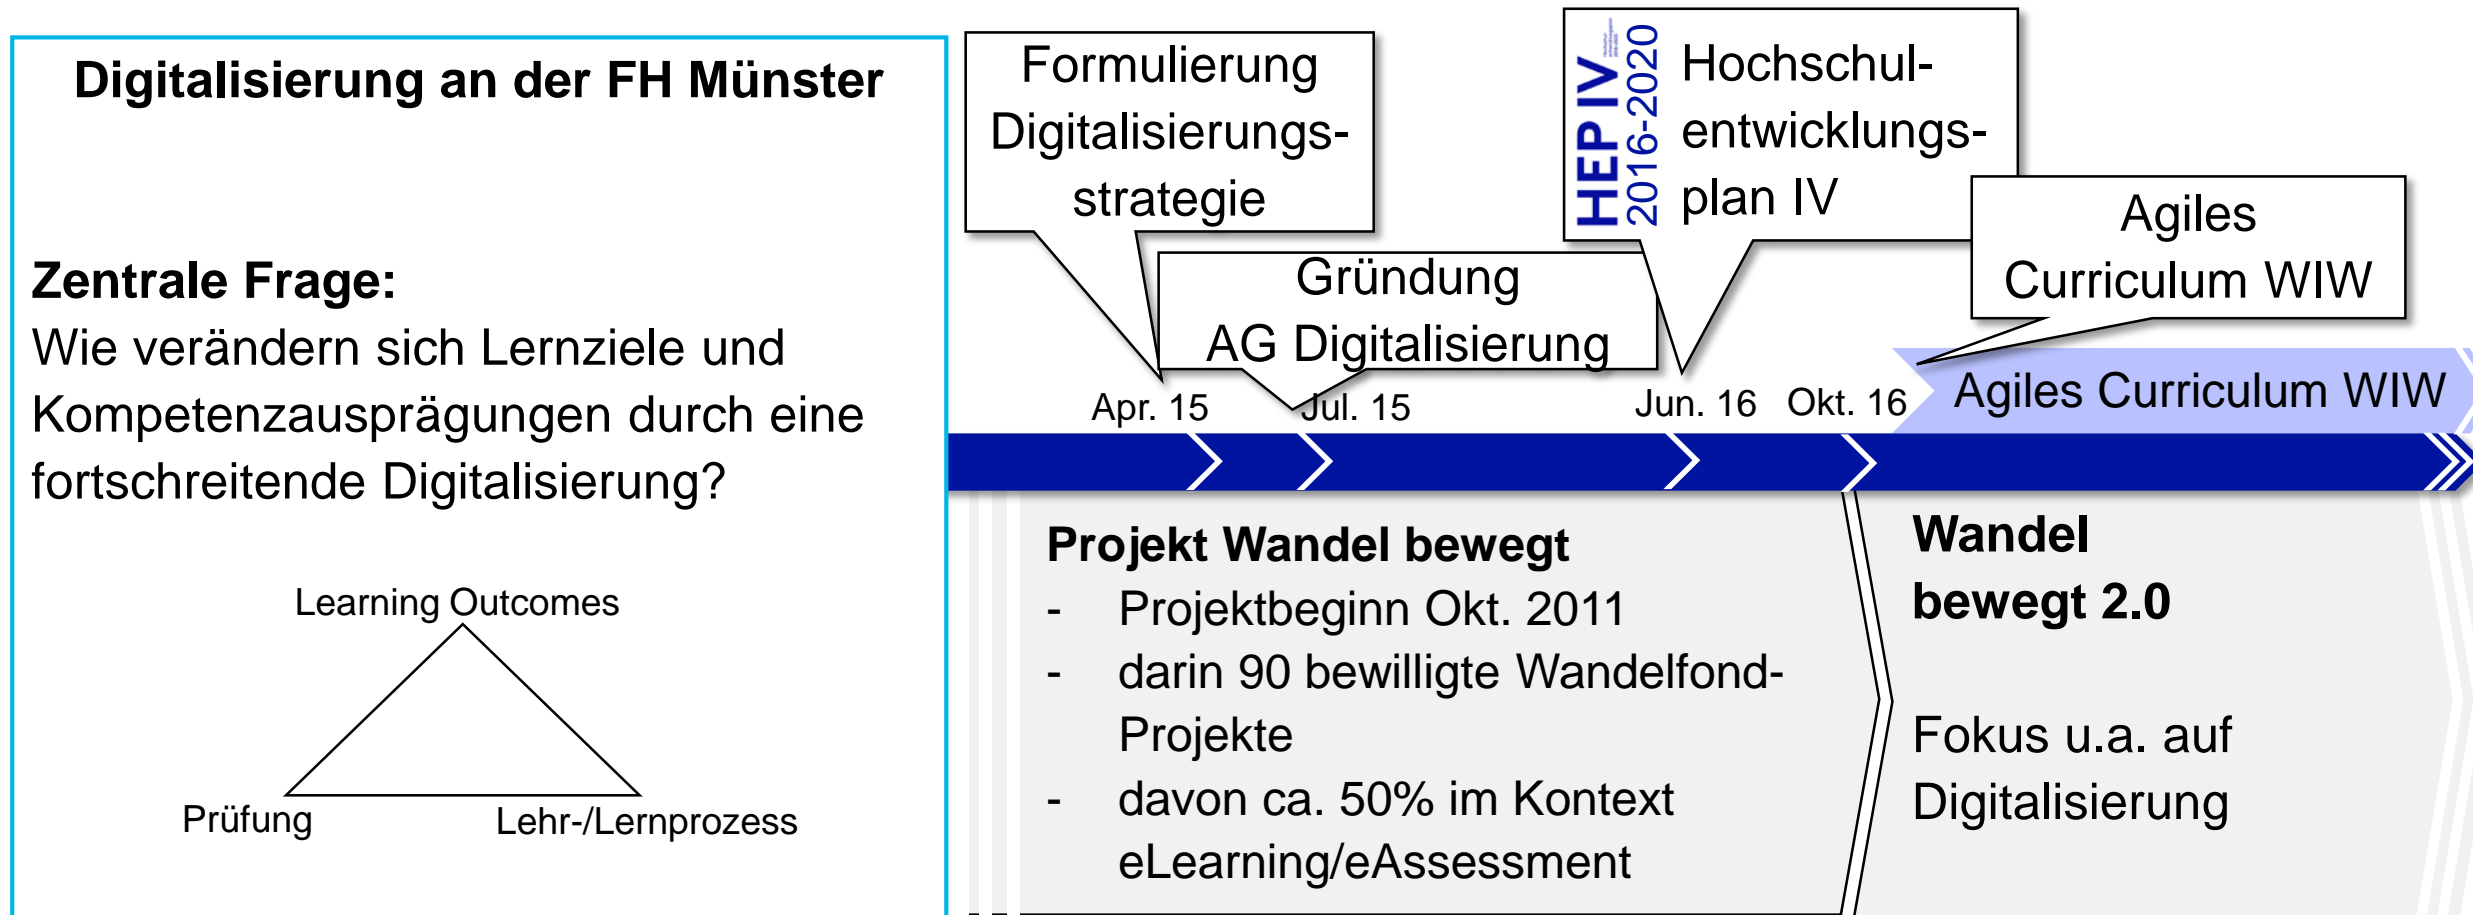 Digitalisierung an der FH Münster
Zentrale Frage:
Wie verändern sich Lernziele und
Kompetenzausprägungen durch eine
fortschreitende Digitalisierung?
Learning Outcomes
Prüfung
Lehr-/Lernprozess
Formulierung
Digitalisierungs-
strategie
Gründung
AG Digitalisierung
HEP IV
2016-2020
Hochschul-
entwicklungs-
plan IV
Agiles
Curriculum WIW
Apr. 15
Jul. 15
Jun. 16
Okt. 16
Agiles Curriculum WIW
Projekt Wandel bewegt
- Projektbeginn Okt. 2011
- darin 90 bewilligte Wandelfond-
Projekte
- davon ca. 50% im Kontext
eLearning/eAssessment
Wandel
bewegt 2.0
Fokus u.a. auf
Digitalisierung